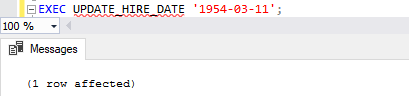 EXEC UPDATE_HIRE_DATE '1954-03-11';
100 %
Messages
(1 row affected)